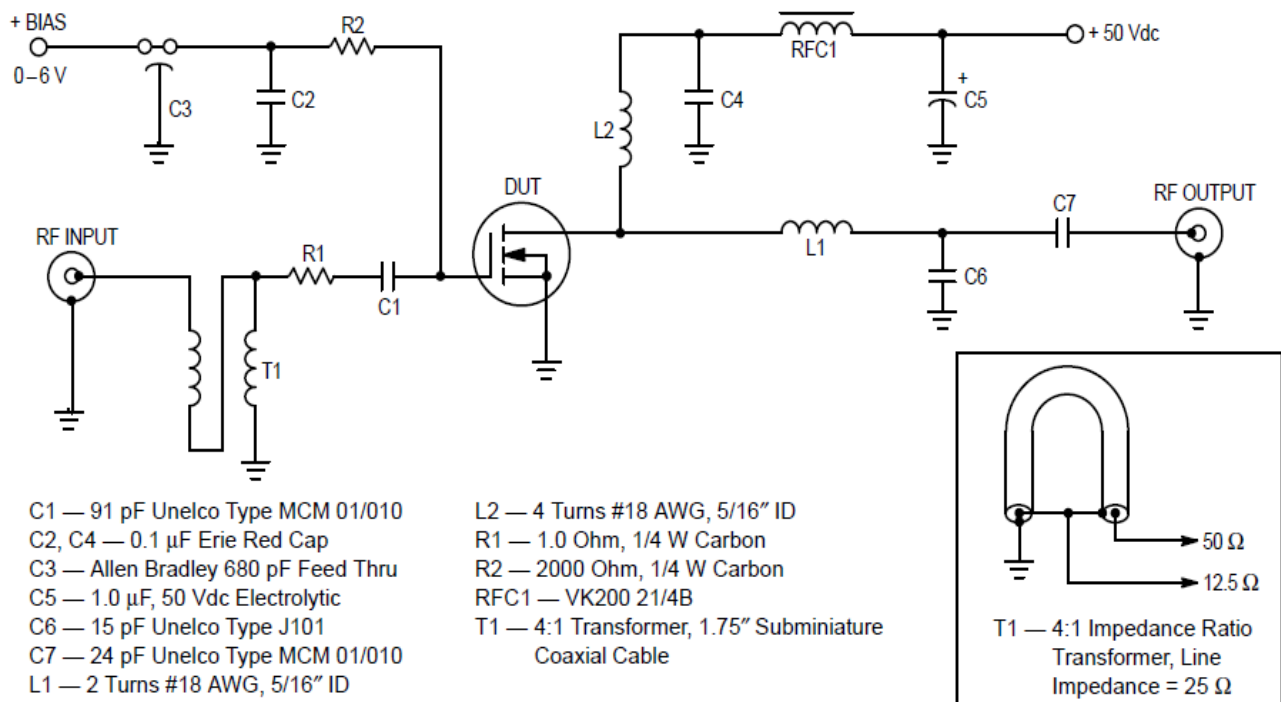 + BIAS
0–6 V
C3
C2
R2
RFC1
+ 50 Vdc
C4
+
C5
L2
DUT
RF INPUT
R1
C1
T1
L1
C6
C7
RF OUTPUT
C1 — 91 pF Unelco Type MCM 01/010
C2, C4 — 0.1 μF Erie Red Cap
C3 — Allen Bradley 680 pF Feed Thru
C5 — 1.0 μF, 50 Vdc Electrolytic
C6 — 15 pF Unelco Type J101
C7 — 24 pF Unelco Type MCM 01/010
L1 — 2 Turns #18 AWG, 5/16″ ID
L2 — 4 Turns #18 AWG, 5/16″ ID
R1 — 1.0 Ohm, 1/4 W Carbon
R2 — 2000 Ohm, 1/4 W Carbon
RFC1 — VK200 21/4B
T1 — 4:1 Transformer, 1.75″ Subminiature
Coaxial Cable
50 Ω
12.5 Ω
T1 — 4:1 Impedance Ratio
Transformer, Line
Impedance = 25 Ω